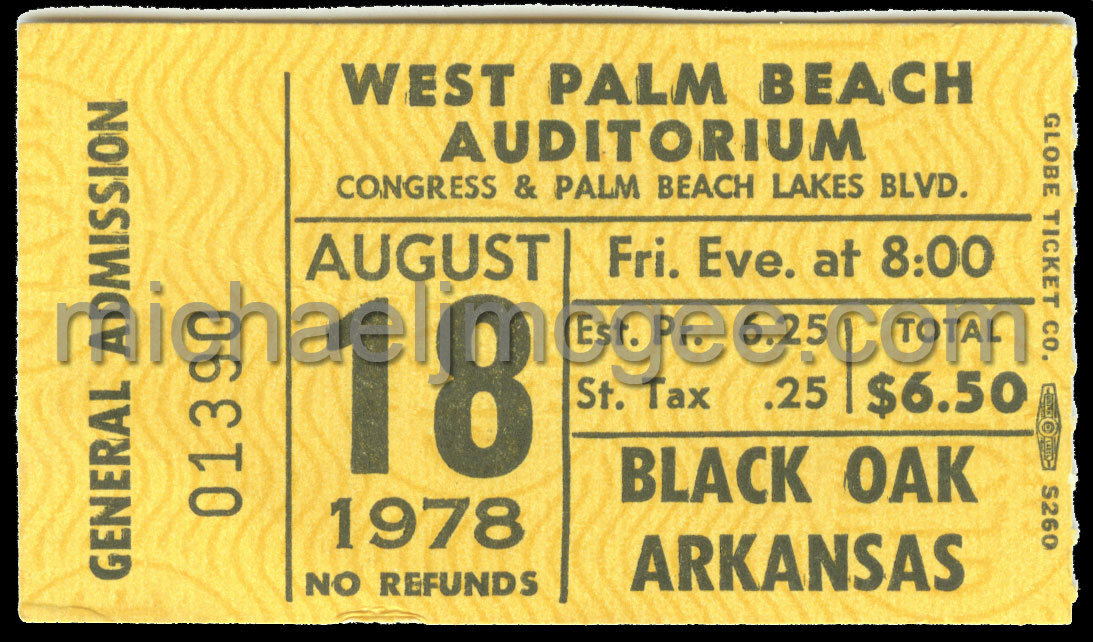 GENERAL ADMISSION
01390
WEST PALM BEACH
AUDITORIUM
CONGRESS & PALM BEACH LAKES BLVD.
AUGUST
18
1978
NO REFUNDS
Fri. Eve. at 8:00
Est. Pr. 6.25
St. Tax .25
TOTAL
$6.50
BLACK OAK
ARKANSAS
GLOBE TICKET CO.
S260
michaeljmcgee.com